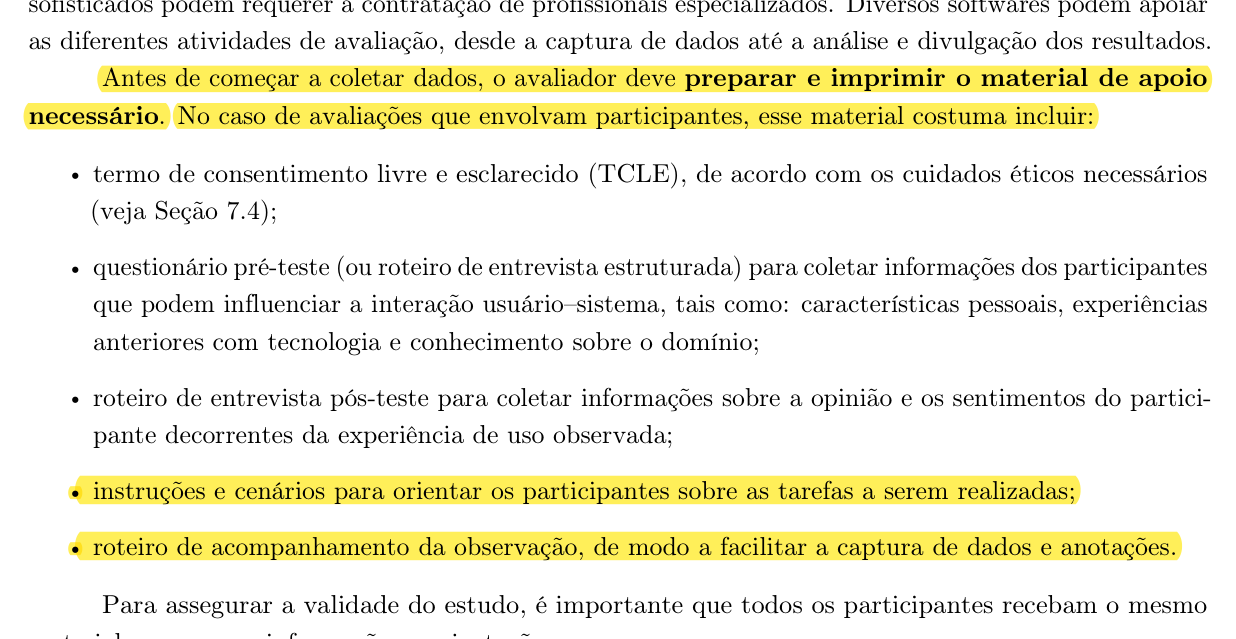 sofisticados podem requerer a contratação de profissionais especializados. Diversos softwares podem apoiar
as diferentes atividades de avaliação, desde a captura de dados até a análise e divulgação dos resultados.
Antes de começar a coletar dados, o avaliador deve preparar e imprimir o material de apoio
necessário. No caso de avaliações que envolvam participantes, esse material costuma incluir:
• termo de consentimento livre e esclarecido (TCLE), de acordo com os cuidados éticos necessários
(veja Seção 7.4);
• questionário pré-teste (ou roteiro de entrevista estruturada) para coletar informações dos participantes
que podem influenciar a interação usuário–sistema, tais como: características pessoais, experiências
anteriores com tecnologia e conhecimento sobre o domínio;
• roteiro de entrevista pós-teste para coletar informações sobre a opinião e os sentimentos do partici-
pante decorrentes da experiência de uso observada;
• instruções e cenários para orientar os participantes sobre as tarefas a serem realizadas;
• roteiro de acompanhamento da observação, de modo a facilitar a captura de dados e anotações.
Para assegurar a validade do estudo, é importante que todos os participantes recebam o mesmo